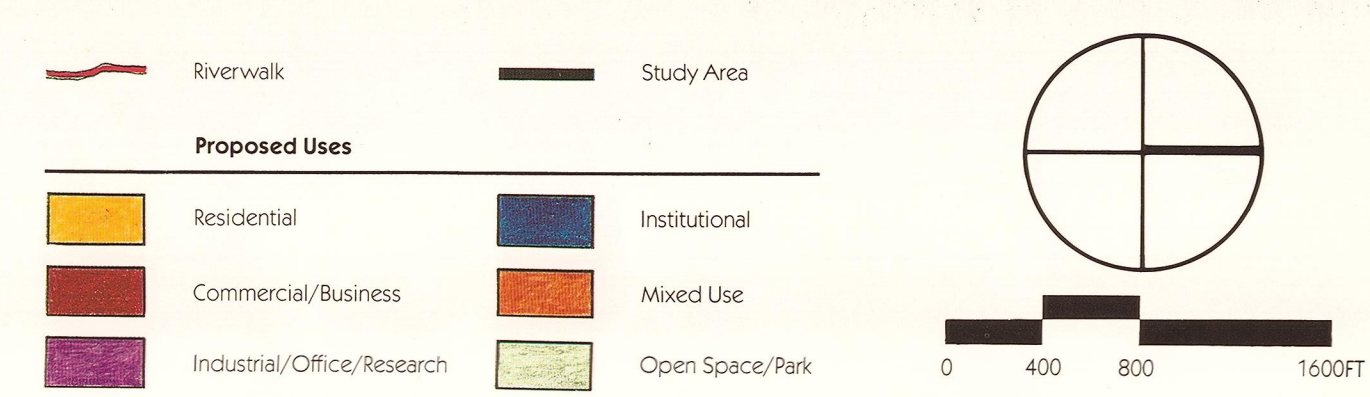 Riverwalk
Study Area
Proposed Uses
Residential
Institutional
Commercial/Business
Mixed Use
Industrial/Office/Research
Open Space/Park
0 400 800 1600FT